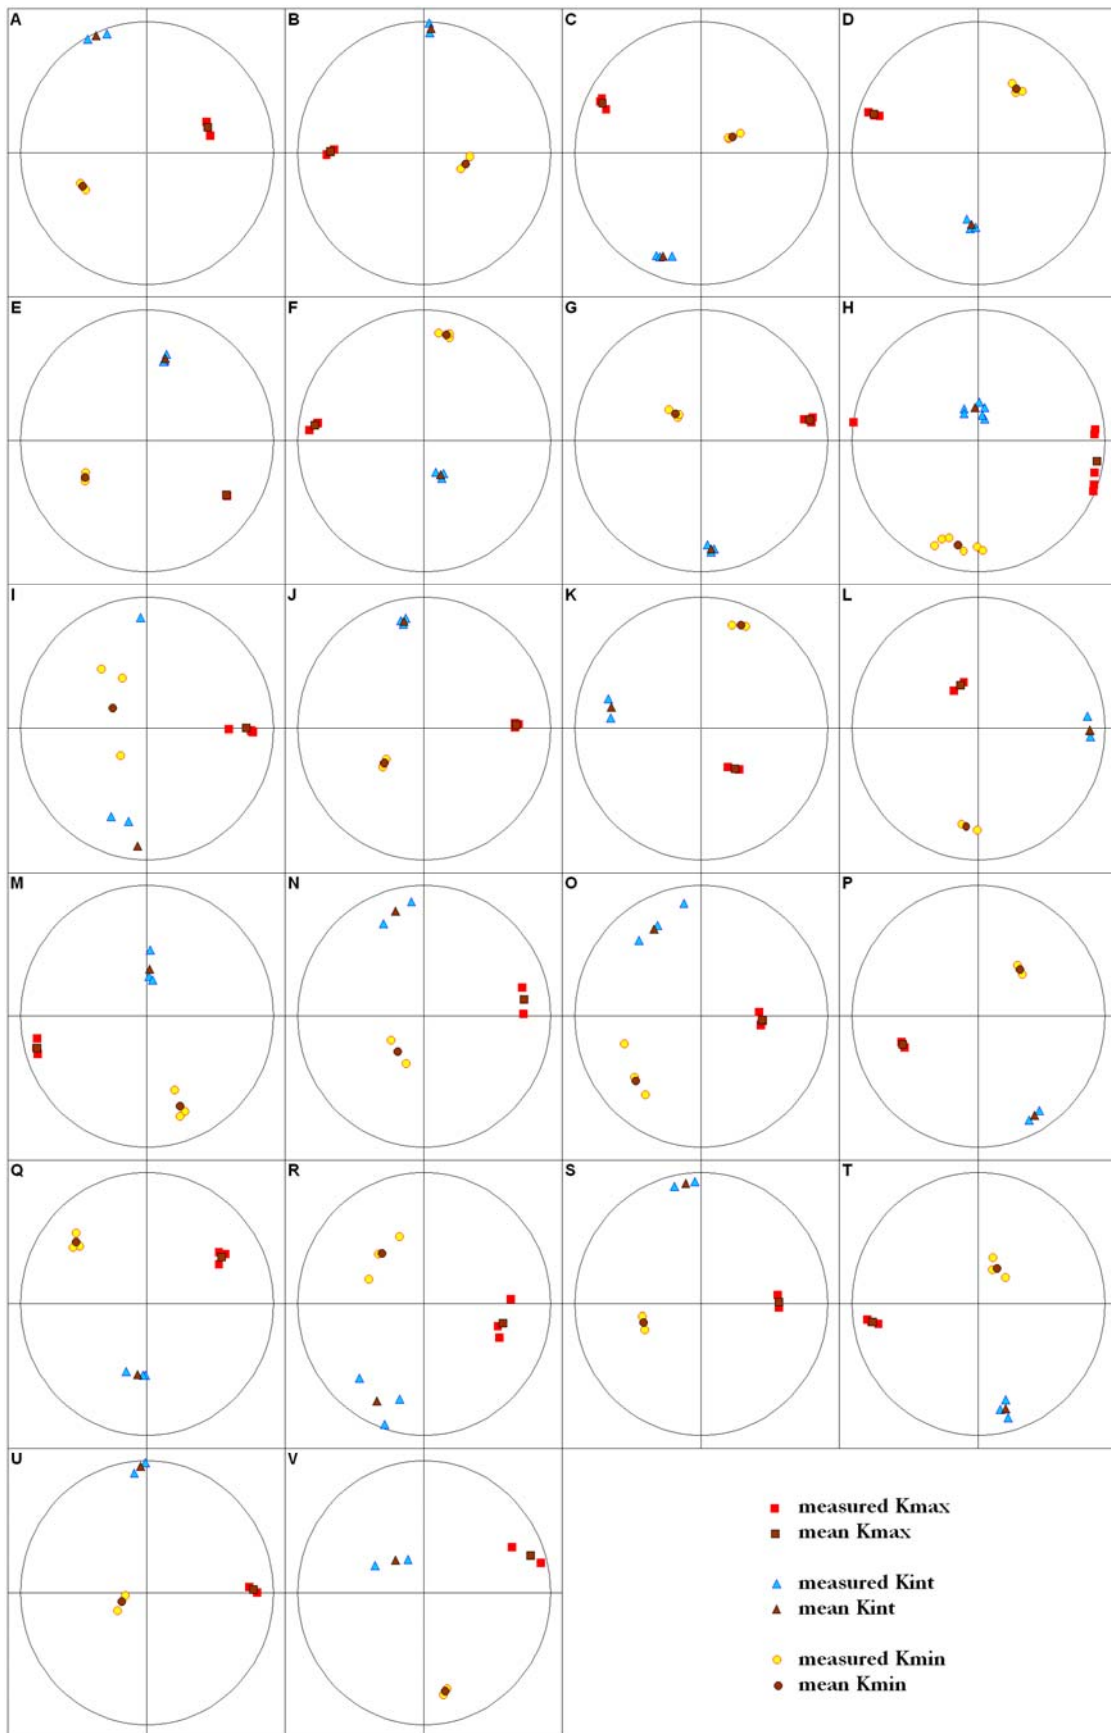 A
B
C
D
E
F
G
H
I
J
K
L
M
N
O
P
Q
R
S
T
U
V
measured Kmax
mean Kmax
measured Kint
mean Kint
measured Kmin
mean Kmin